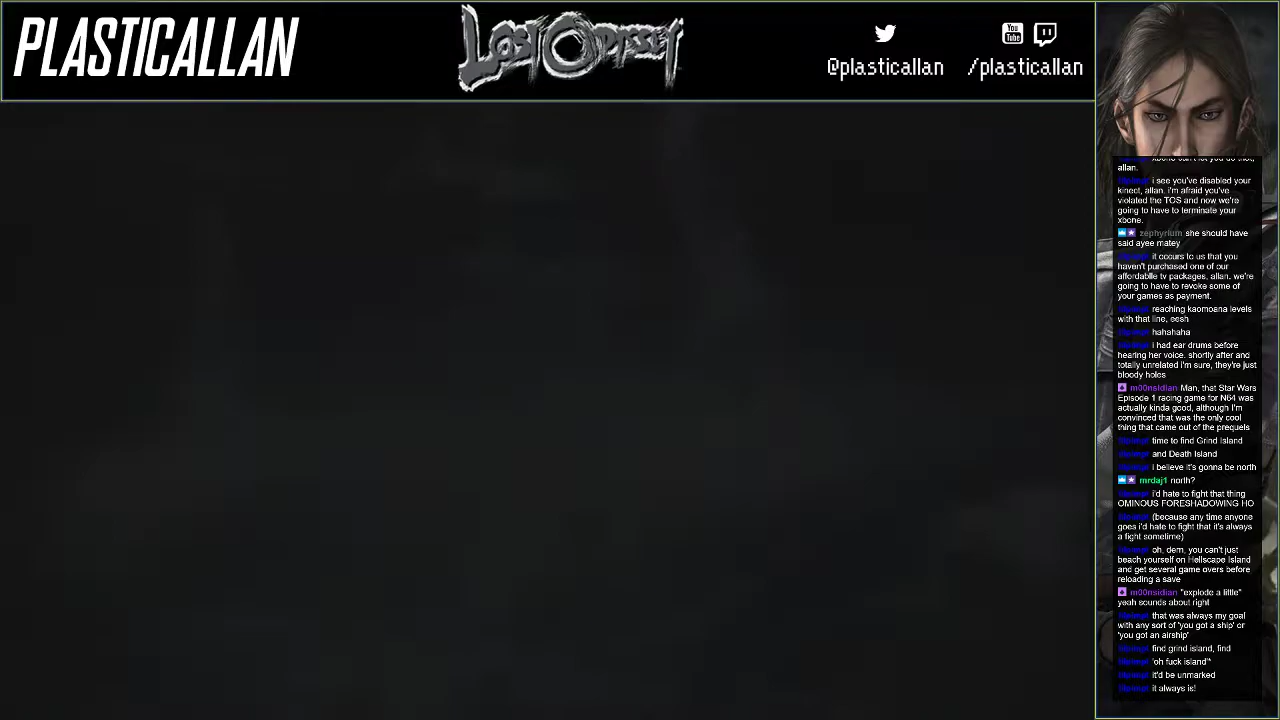 PLASTICALLAN
LOST ODYSSEY
You
Tube
@plasticallan
/plasticallan
allan.
i see you've disabled your
kinect, allan. i'm afraid you've
violated the TOS and now we're
going to have to terminate your
xbone.
zephyrium she should have
said ayee matey
it occurs to us that you
haven't purchased one of our
affordable tv packages, allan. we're
going to have to revoke some of
your games as payment.
reaching kaomoana levels
with that line, eesh
hahahaha
i had ear drums before
hearing her voice. shortly after and
totally unrelated i'm sure, they're just
bloody holes
m00nsidian Man, that Star Wars
Episode 1 racing game for N64 was
actually kinda good, although I'm
convinced that was the only cool
thing that came out of the prequels
time to find Grind Island
and Death Island
i believe it's gonna be north
mrdaj1 north?
i'd hate to fight that thing
OMINOUS FORESHADOWING HO
(because any time anyone
goes i'd hate to fight that it's always
a fight sometime)
oh, dem, you can't just
beach yourself on Hellscape Island
and get several game overs before
reloading a save
m00nsidian "explode a little"
yeah sounds about right
that was always my goal
with any sort of 'you got a ship' or
'you got an airship'
find grind island, find
'oh fuck island'*
it'd be unmarked
it always is!